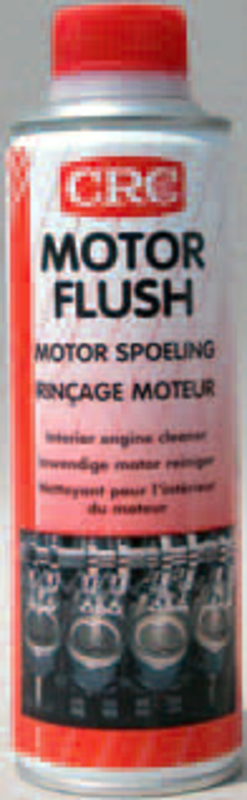 CRC
MOTOR
FLUSH
MOTOR SPOELING
RINÇAGE MOTEUR
Interior engine cleaner
Inwendige motor reiniger
Nettoyant pour l'intérieur
du moteur